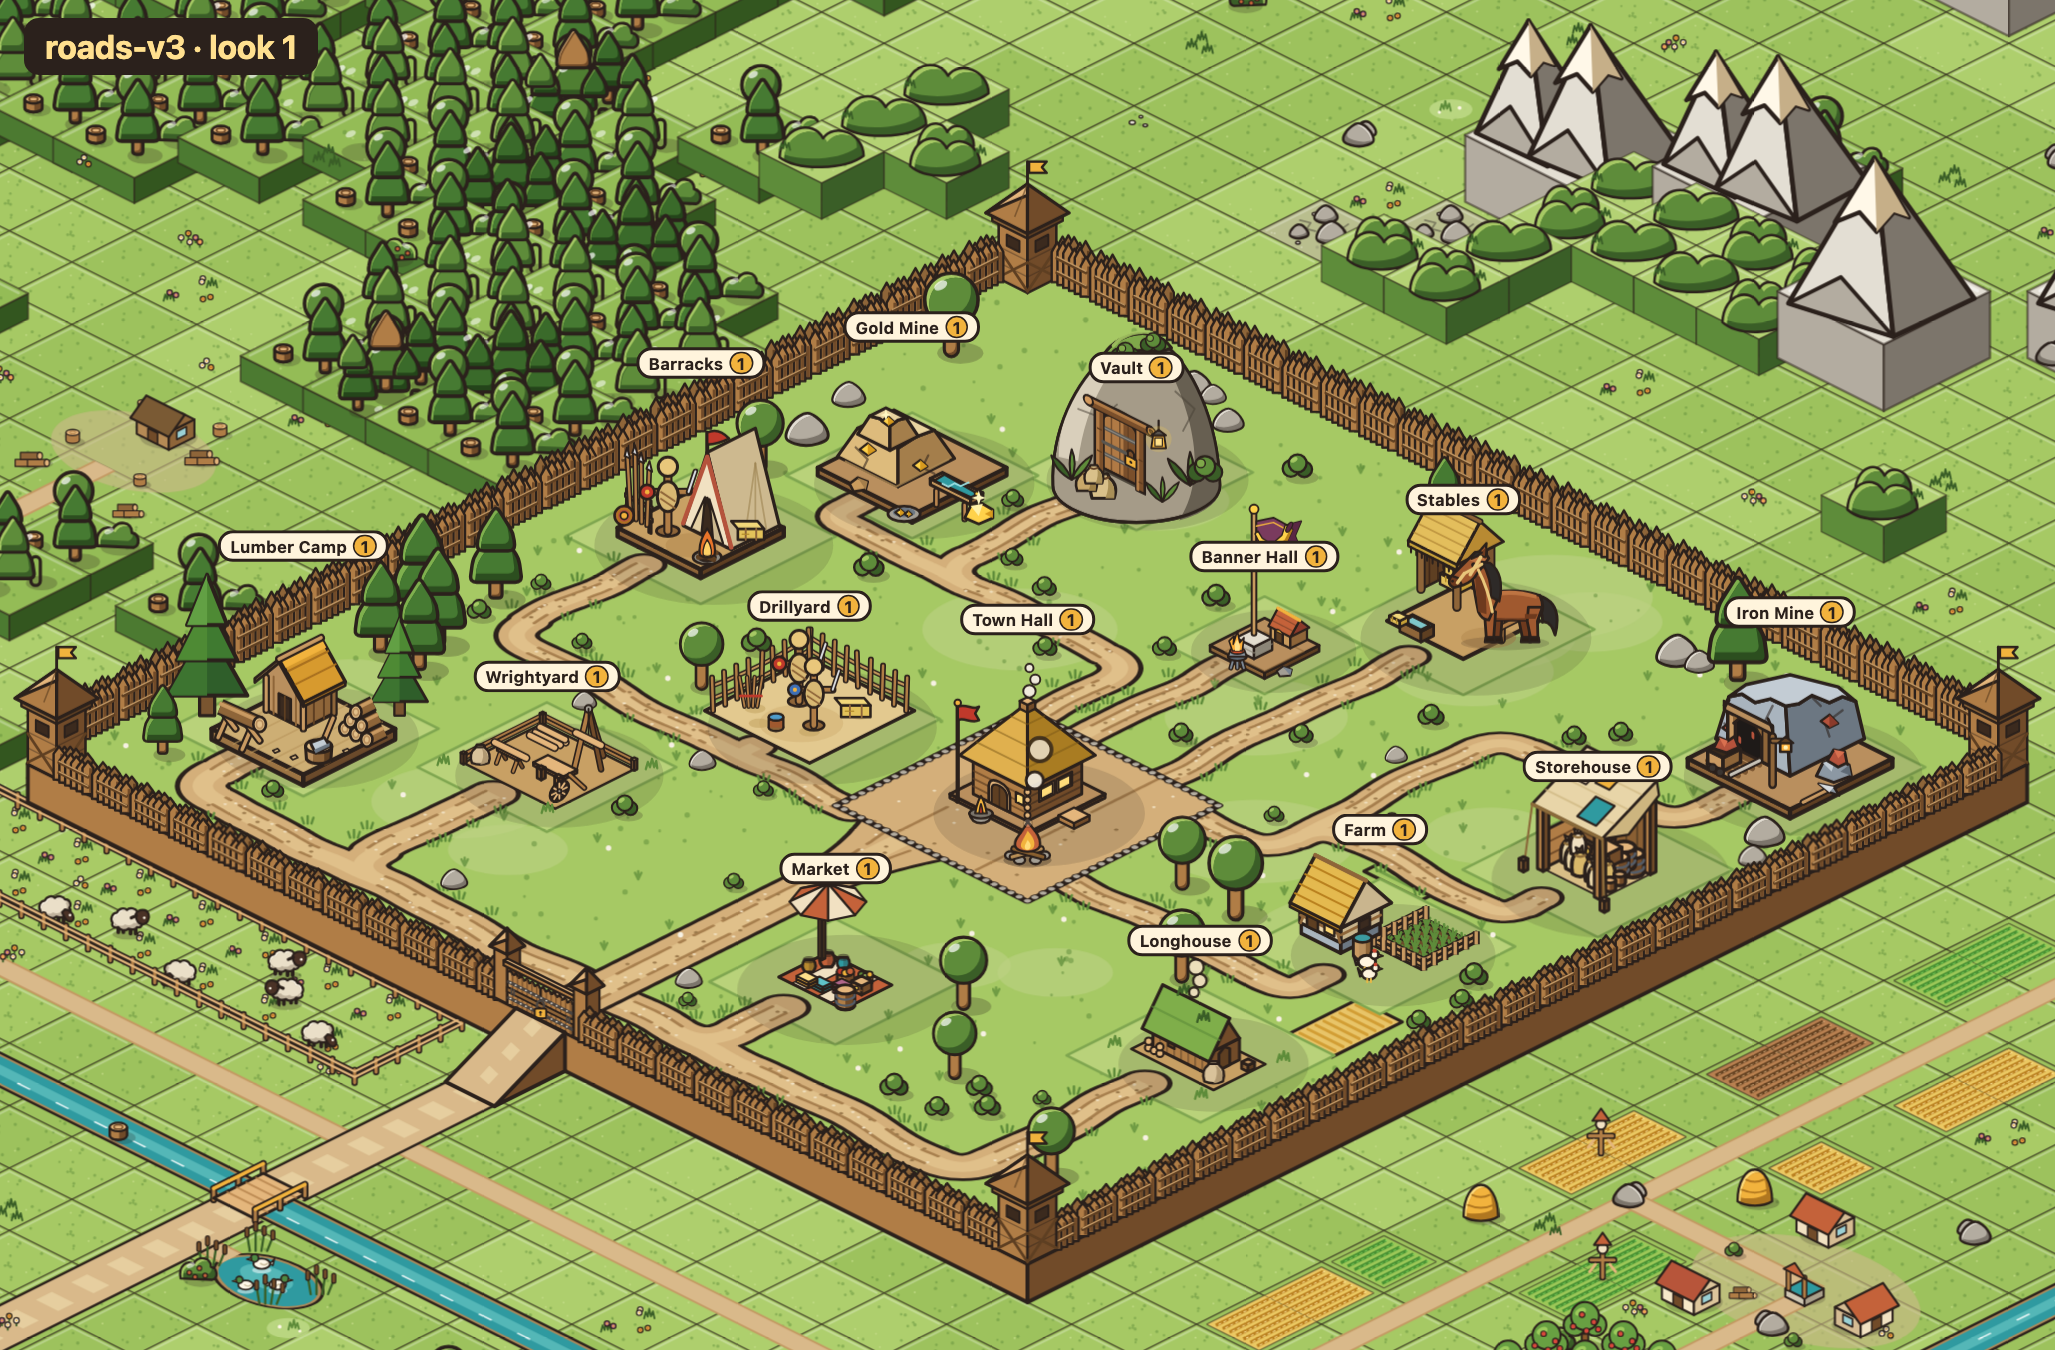 roads-v3 · look 1
Gold Mine 1
Barracks 1
Vault 1
Stables 1
Lumber Camp 1
Banner Hall 1
Drillyard 1
Town Hall 1
Iron Mine 1
Wrightyard 1
Storehouse 1
Farm 1
Market 1
Longhouse 1